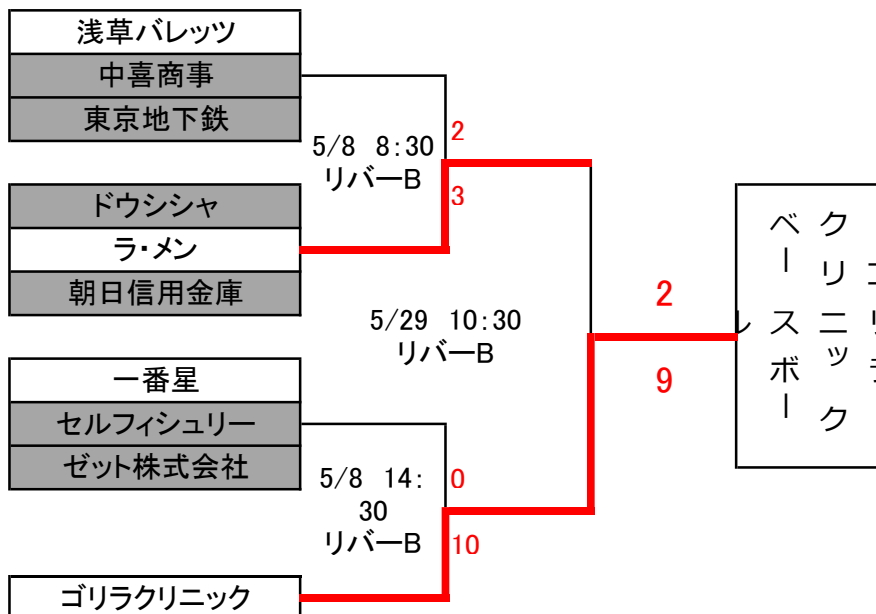 浅草バレッツ
中喜商事
東京地下鉄
2
5/8 8:30
リバーB
3
ドウシシャ
ラ・メン
朝日信用金庫
5/29 10:30
リバーB
2
9
クリニック
ベースボー
一番星
セルフィシュリー
ゼット株式会社
5/8 14:
30
リバーB
0
10
ゴリラクリニック